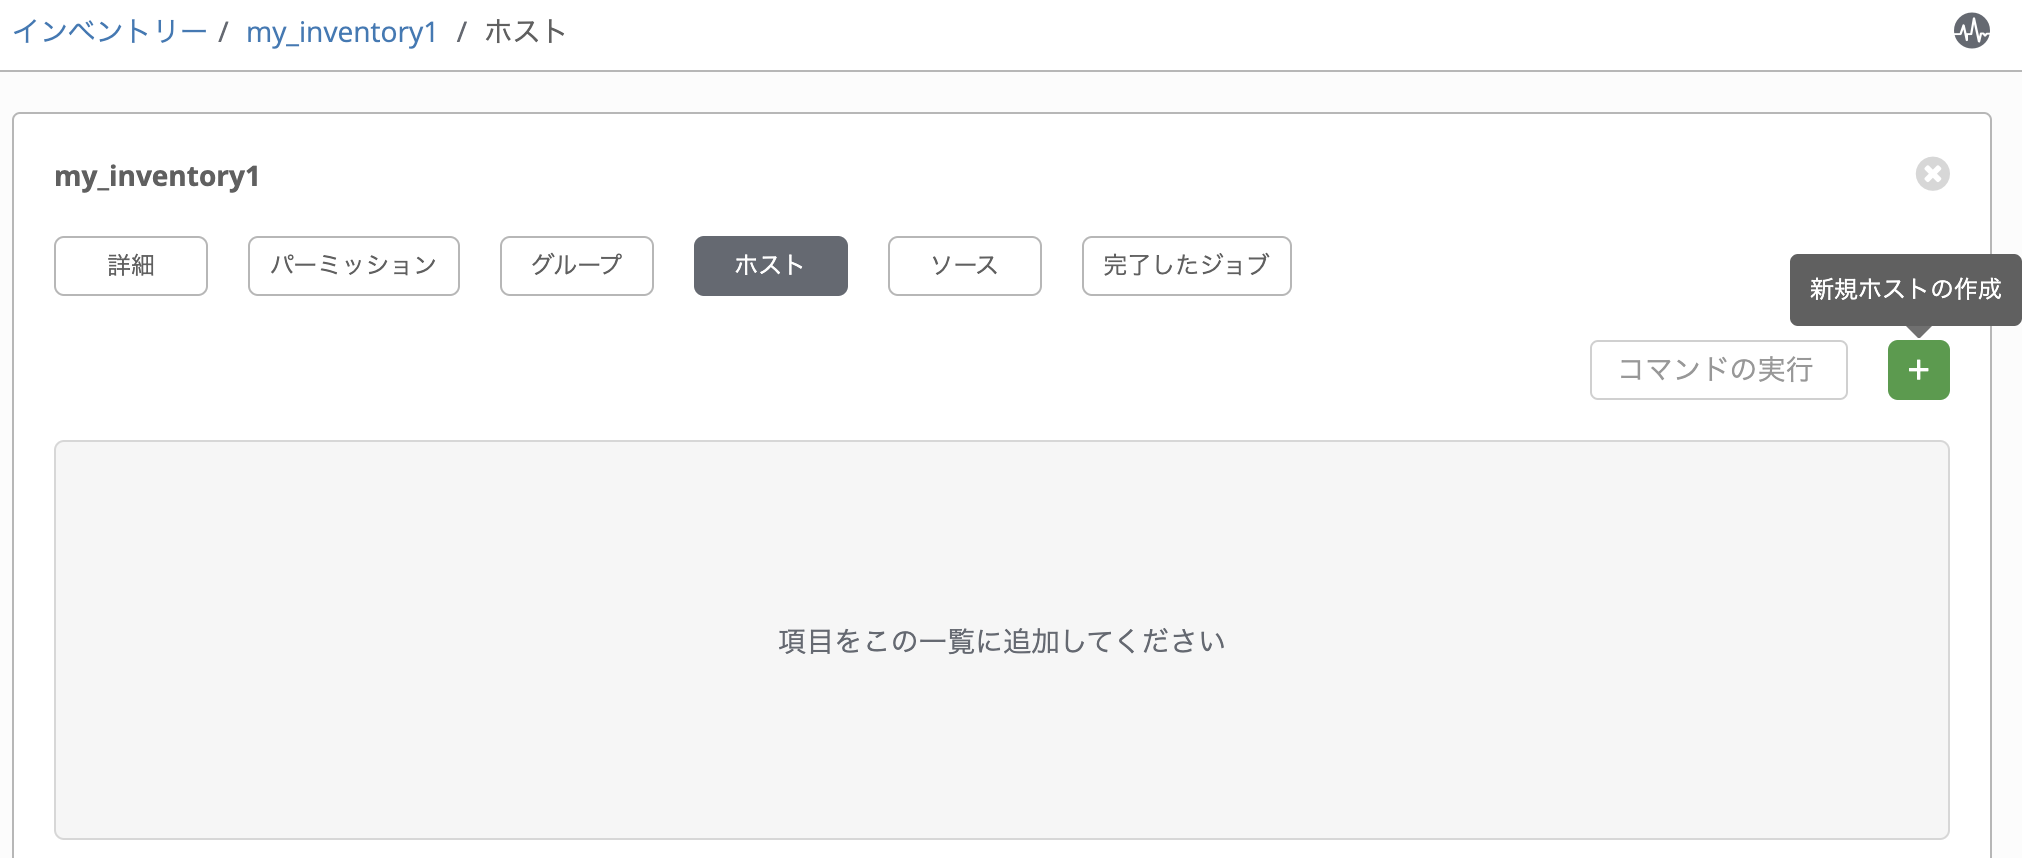 インベントリー / my_inventory1 / ホスト
my_inventory1
詳細 パーミッション グループ ホスト ソース 完了したジョブ
新規ホストの作成
コマンドの実行 +
項目をこの一覧に追加してください